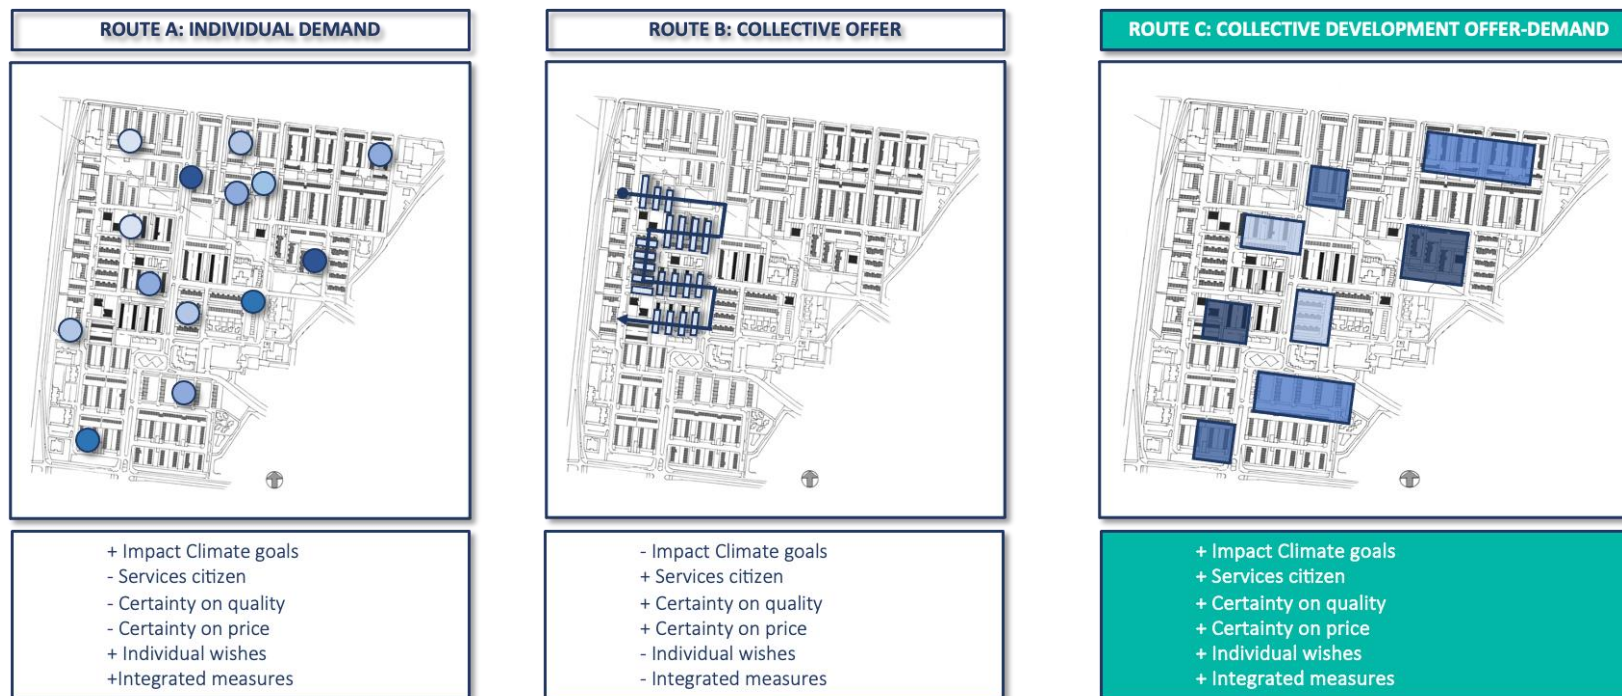 ROUTE A: INDIVIDUAL DEMAND
+ Impact Climate goals
- Services citizen
- Certainty on quality
- Certainty on price
+ Individual wishes
+Integrated measures
ROUTE B: COLLECTIVE OFFER
- Impact Climate goals
+ Services citizen
+ Certainty on quality
+ Certainty on price
- Individual wishes
- Integrated measures
ROUTE C: COLLECTIVE DEVELOPMENT OFFER-DEMAND
+ Impact Climate goals
+ Services citizen
+ Certainty on quality
+ Certainty on price
+ Individual wishes
+ Integrated measures